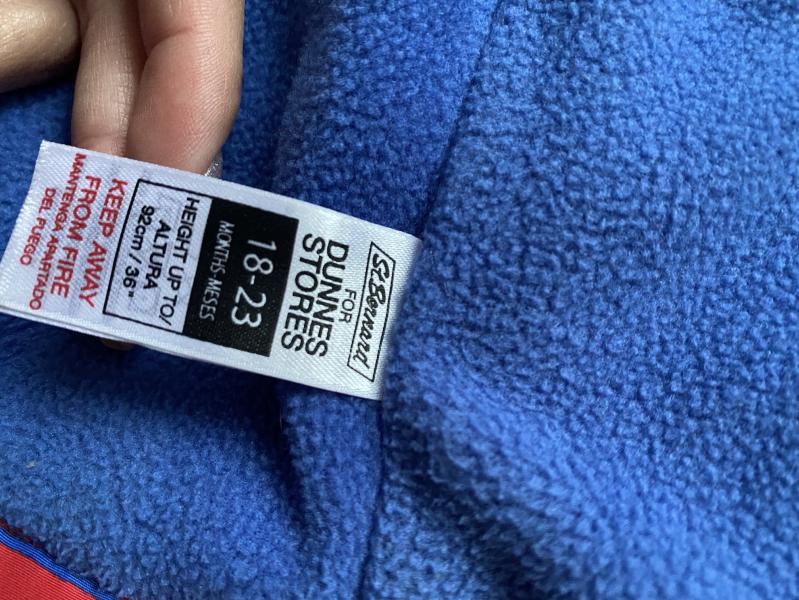 St. Bernard
FOR
DUNNES
STORES
18-23
MONTHS-MESES
HEIGHT UP TO/
ALTURA
92cm / 36"
KEEP AWAY
FROM FIRE
MANTENGA APARTADO
DEL FUEGO